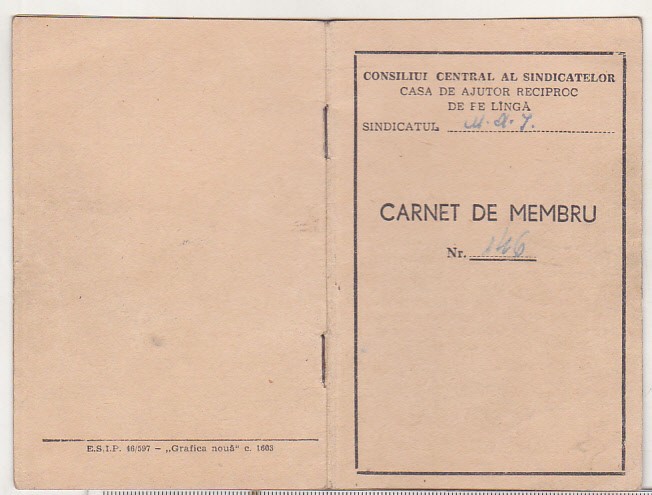 CONSILIUL CENTRAL AL SINDICATELOR
CASA DE AJUTOR RECIPROC
DE PE LÎNGĂ
SINDICATUL M.A.I.
CARNET DE MEMBRU
Nr. 146
E.S.I.P. 46/597 – „Grafica nouă" c. 1603